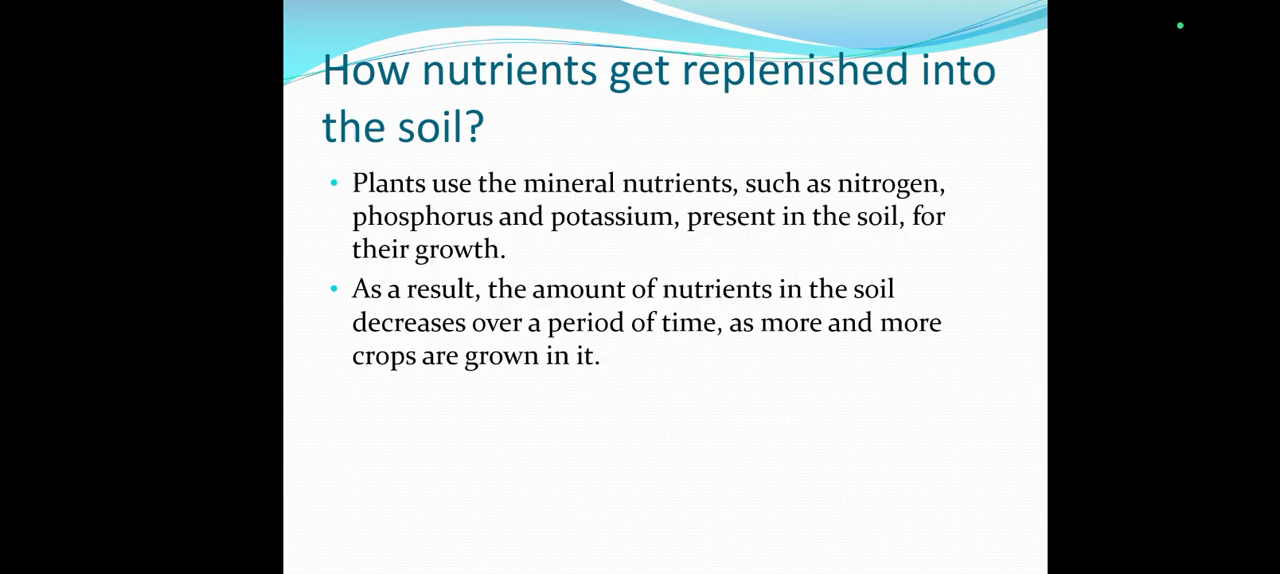 How nutrients get replenished into
the soil?
• Plants use the mineral nutrients, such as nitrogen,
phosphorus and potassium, present in the soil, for
their growth.
• As a result, the amount of nutrients in the soil
decreases over a period of time, as more and more
crops are grown in it.